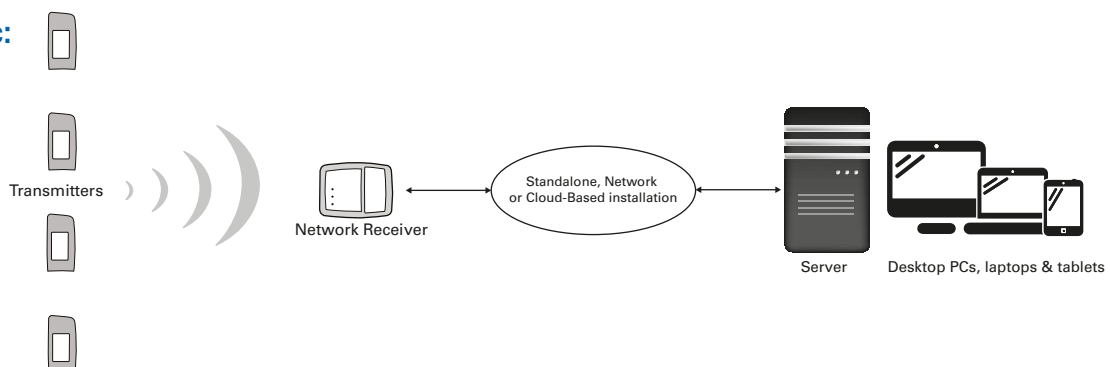 Transmitters
Network Receiver
Standalone, Network
or Cloud-Based installation
Server
Desktop PCs, laptops & tablets